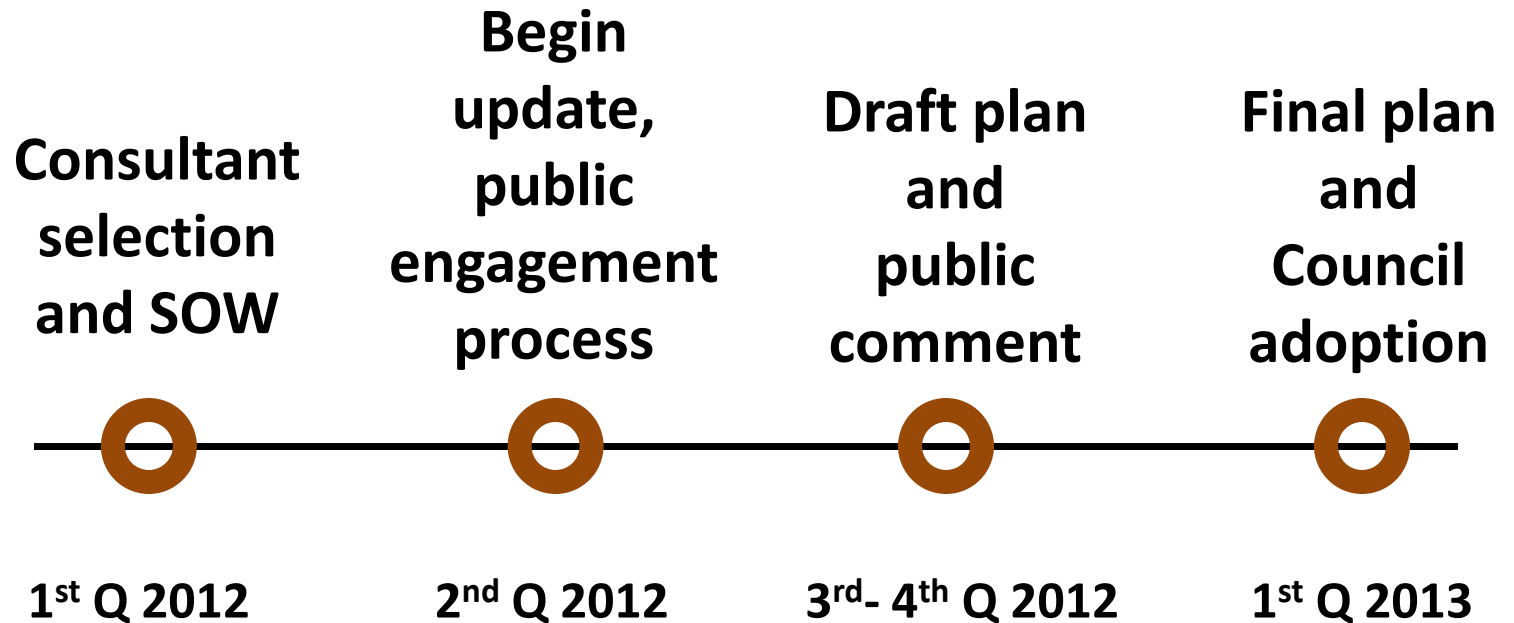 Consultant
selection
and SOW
Begin
update,
public
engagement
process
Draft plan
and
public
comment
Final plan
and
Council
adoption
1st Q 2012
2nd Q 2012
3rd- 4th Q 2012
1st Q 2013